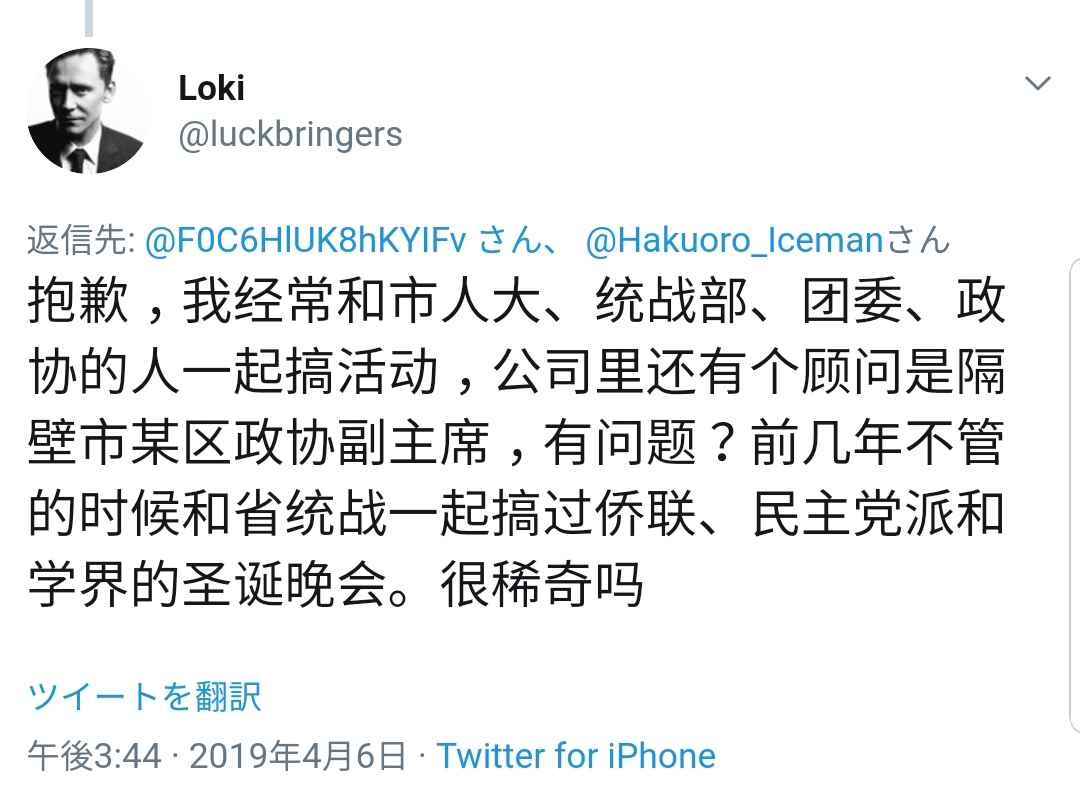 Loki
@luckbringers
返信先: @F0C6HlUK8hKYIFv さん、 @Hakuoro_Icemanさん
抱歉，我经常和市人大、统战部、团委、政
协的人一起搞活动，公司里还有个顾问是隔
壁市某区政协副主席，有问题？前几年不管
的时候和省统战一起搞过侨联、民主党派和
学界的圣诞晚会。很稀奇吗
ツイートを翻訳
午後3:44 · 2019年4月6日 · Twitter for iPhone